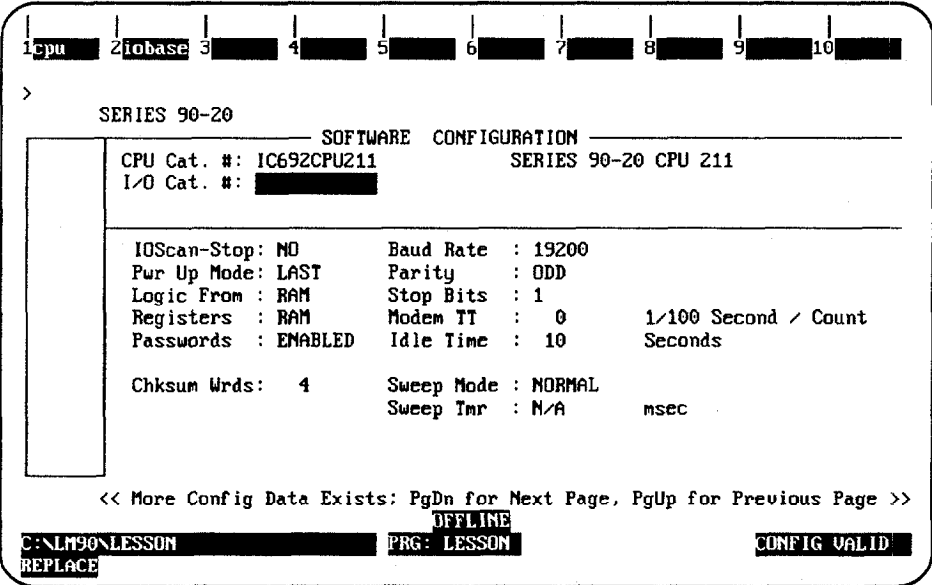 1cpu 2iobase 3 4 5 6 7 8 9 10
>
SERIES 90-20
SOFTWARE CONFIGURATION
CPU Cat. #: IC692CPU211 SERIES 90-20 CPU 211
I/O Cat. #:
IOScan-Stop: NO Baud Rate : 19200
Pwr Up Mode: LAST Parity : ODD
Logic From : RAM Stop Bits : 1
Registers : RAM Modem TT : 0 1/100 Second / Count
Passwords : ENABLED Idle Time : 10 Seconds
Chksum Wrds: 4 Sweep Mode : NORMAL
Sweep Tmr : N/A msec
<< More Config Data Exists; PgDn for Next Page, PgUp for Previous Page >>
OFFLINE
C:\LM90\LESSON PRG: LESSON CONFIG VALID
REPLACE